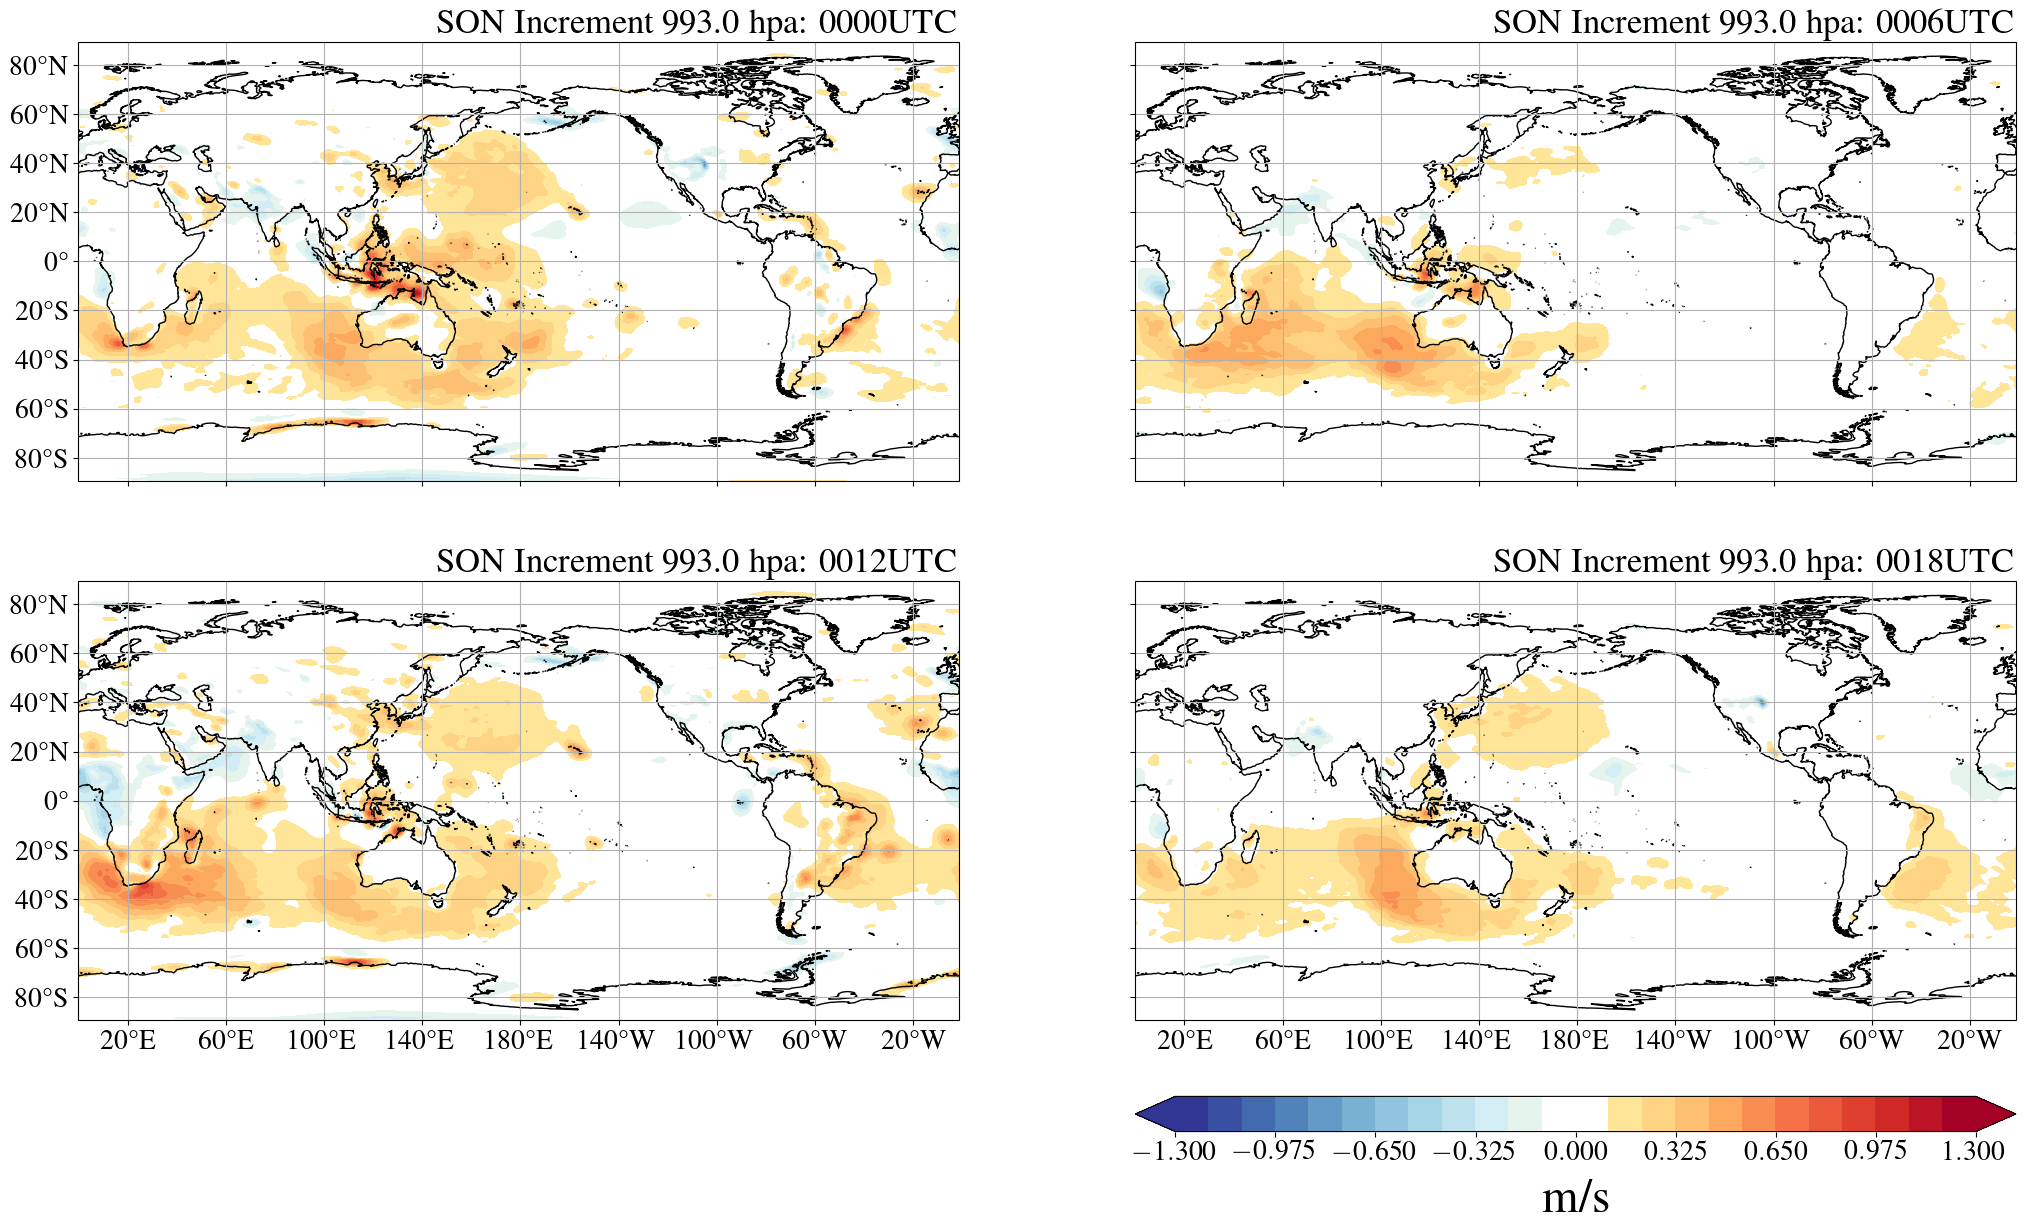 SON Increment 993.0 hpa: 0000UTC
SON Increment 993.0 hpa: 0006UTC
80°N
60°N
40°N
20°N
0°
20°S
40°S
60°S
80°S
SON Increment 993.0 hpa: 0012UTC
SON Increment 993.0 hpa: 0018UTC
80°N
60°N
40°N
20°N
0°
20°S
40°S
60°S
80°S
20°E 60°E 100°E 140°E 180°E 140°W 100°W 60°W 20°W
20°E 60°E 100°E 140°E 180°E 140°W 100°W 60°W 20°W
−1.300 −0.975 −0.650 −0.325 0.000 0.325 0.650 0.975 1.300
m/s